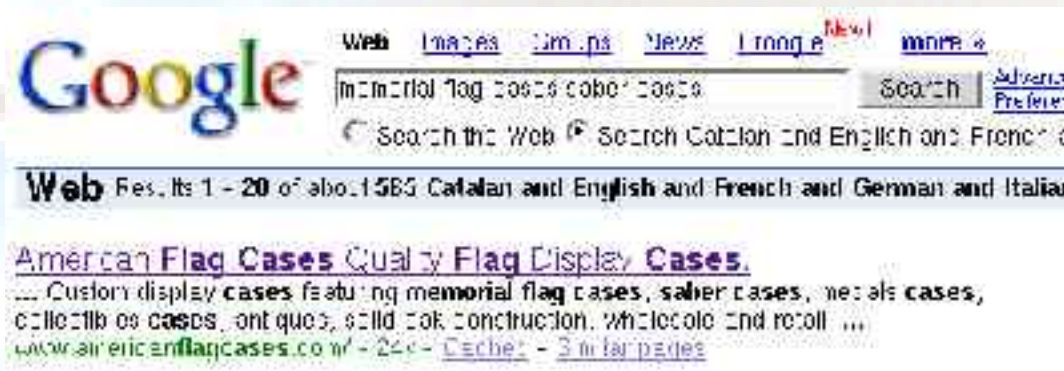 Google
Web Images Groups News Froogle New! more »
memorial flag cases saber cases Search
Search the Web Search Catalan and English and French
Web Results 1 - 20 of about 585 Catalan and English and French and German and Italian
American Flag Cases Quality Flag Display Cases.
... Custom display cases featuring memorial flag cases, saber cases, medals cases,
collectibles cases, antiques, solid oak construction. wholesale and retail ...
www.americanflagcases.com/ - 24k - Cached - Similar pages